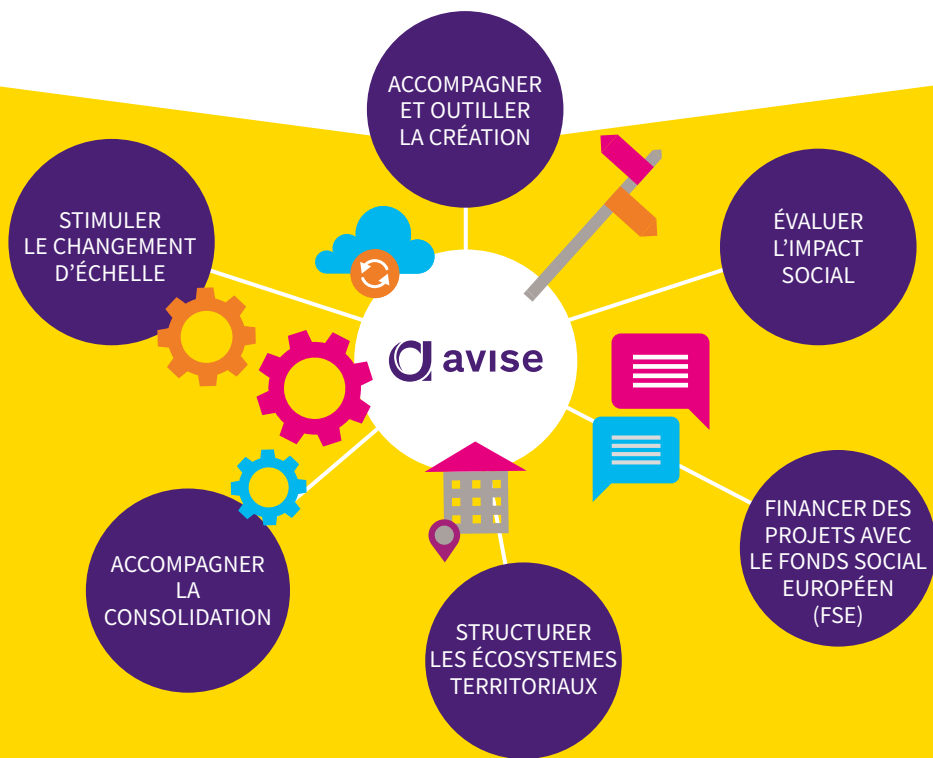 ACCOMPAGNER
ET OUTILLER
LA CRÉATION
STIMULER
LE CHANGEMENT
D'ÉCHELLE
ÉVALUER
L'IMPACT
SOCIAL
avise
ACCOMPAGNER
LA
CONSOLIDATION
STRUCTURER
LES ÉCOSYSTEMES
TERRITORIAUX
FINANCER DES
PROJETS AVEC
LE FONDS SOCIAL
EUROPÉEN
(FSE)